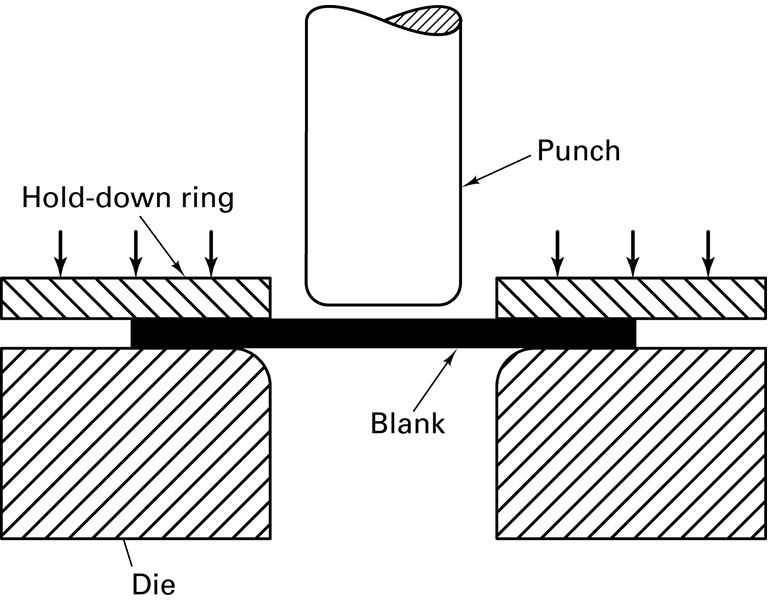 Punch
Hold-down ring
Blank
Die